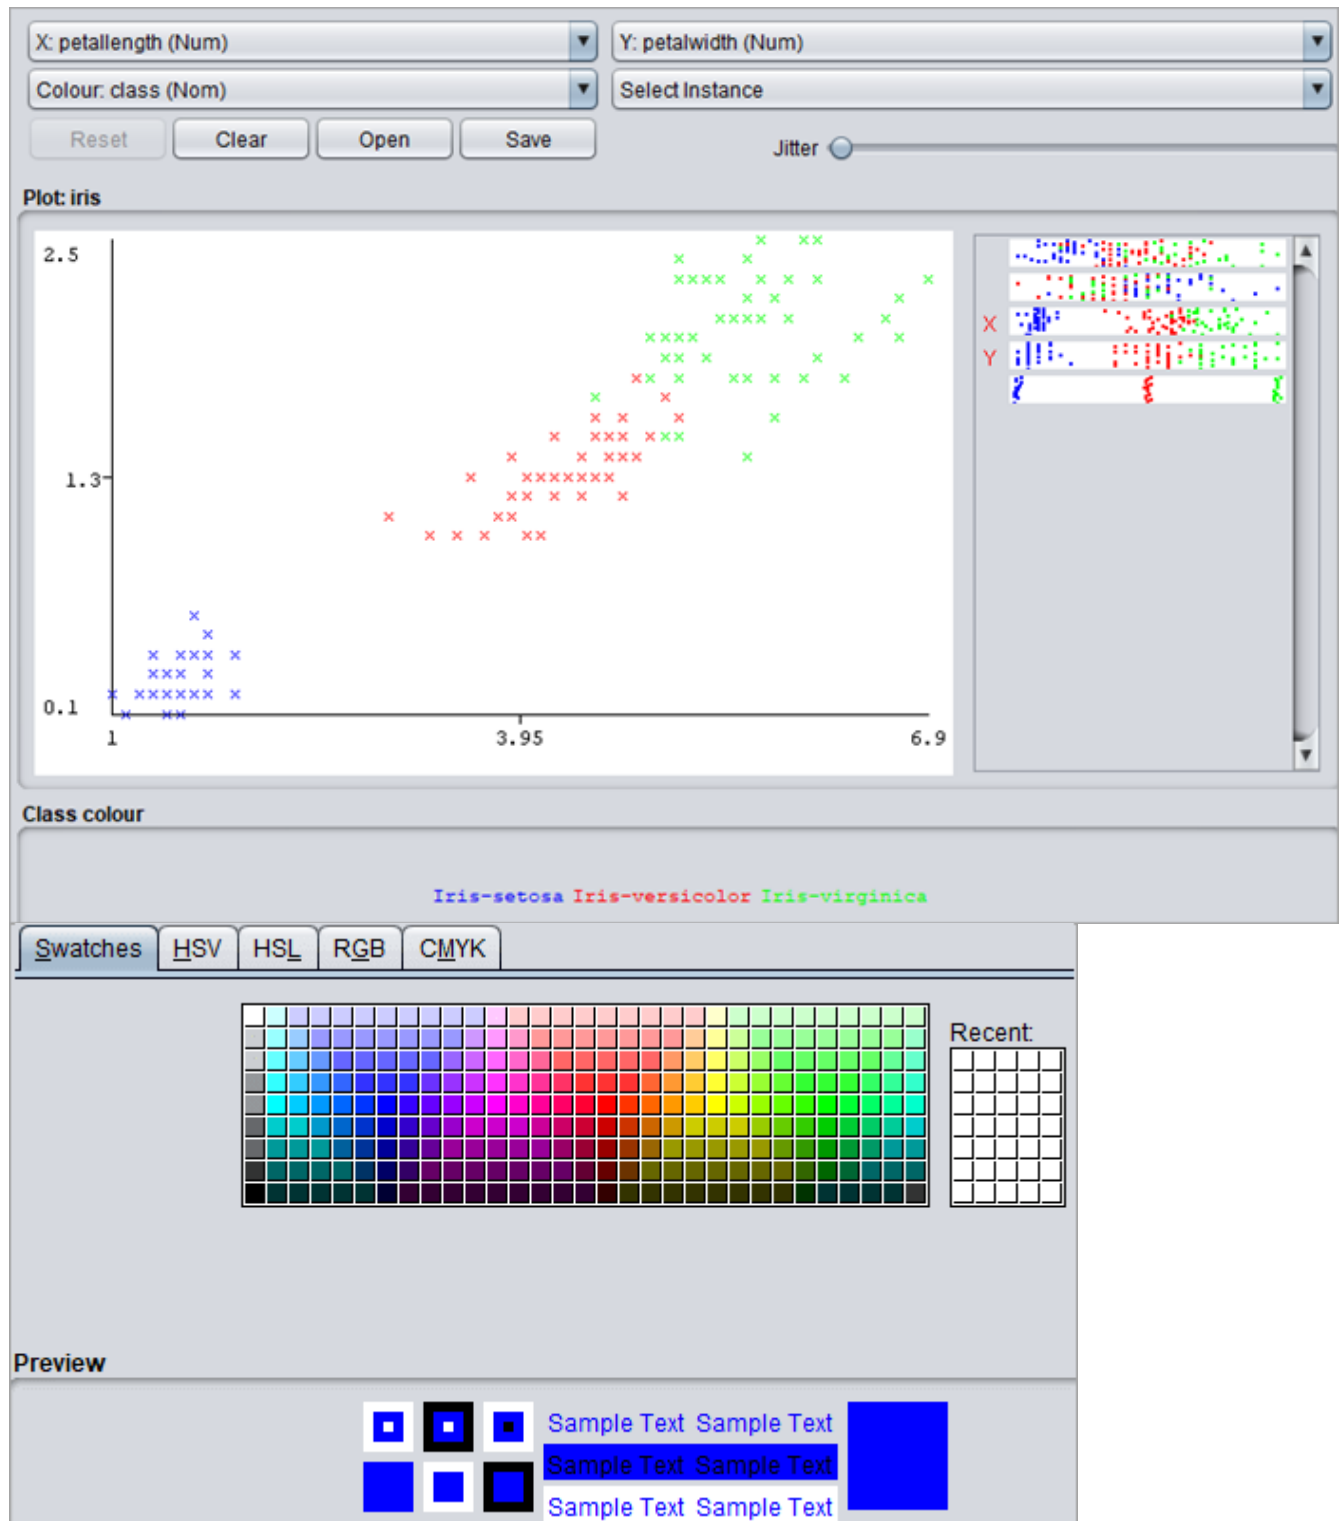 X: petallength (Num) Y: petalwidth (Num)
Colour: class (Nom) Select Instance
Reset Clear Open Save Jitter
Plot: iris
2.5
1.3
0.1
1 3.95 6.9
X
Y
Class colour
Iris-setosa Iris-versicolor Iris-virginica
Swatches HSV HSL RGB CMYK
Recent:
Preview
Sample Text Sample Text
Sample Text Sample Text
Sample Text Sample Text